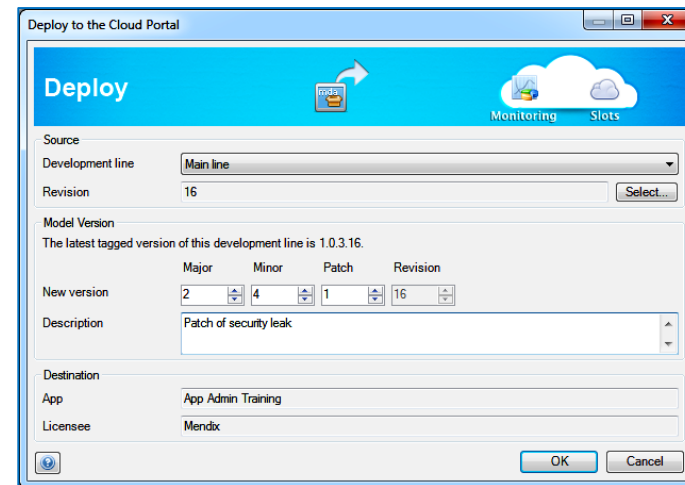 Deploy to the Cloud Portal
Deploy
mda
Monitoring Slots
Source
Development line Main line
Revision 16 Select...
Model Version
The latest tagged version of this development line is 1.0.3.16.
Major Minor Patch Revision
New version 2 4 1 16
Description Patch of security leak
Destination
App App Admin Training
Licensee Mendix
OK Cancel